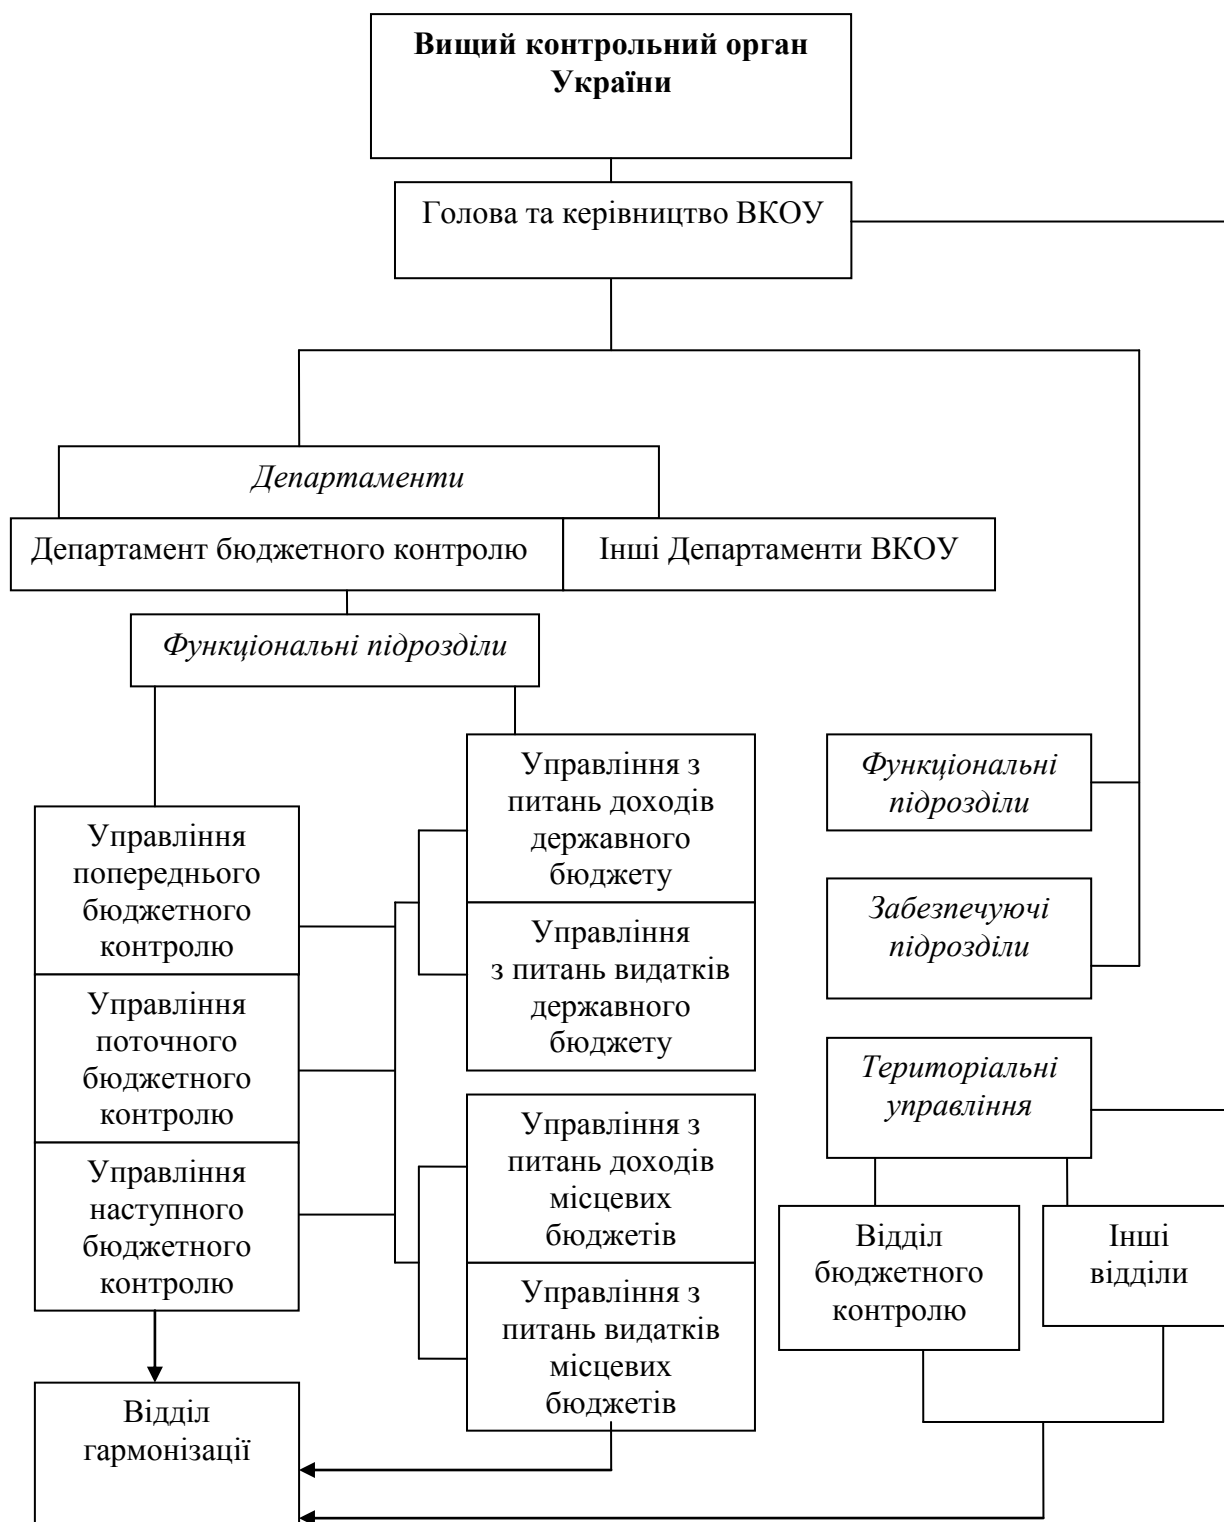 Вищий контрольний орган
України
Голова та керівництво ВКОУ
Департаменти
Департамент бюджетного контролю
Інші Департаменти ВКОУ
Функціональні підрозділи
Управління
попереднього
бюджетного
контролю
Управління
поточного
бюджетного
контролю
Управління
наступного
бюджетного
контролю
Відділ
гармонізації
Управління з
питань доходів
державного
бюджету
Управління
з питань видатків
державного
бюджету
Управління з
питань доходів
місцевих
бюджетів
Управління з
питань видатків
місцевих
бюджетів
Функціональні
підрозділи
Забезпечуючі
підрозділи
Територіальні
управління
Відділ
бюджетного
контролю
Інші
відділи